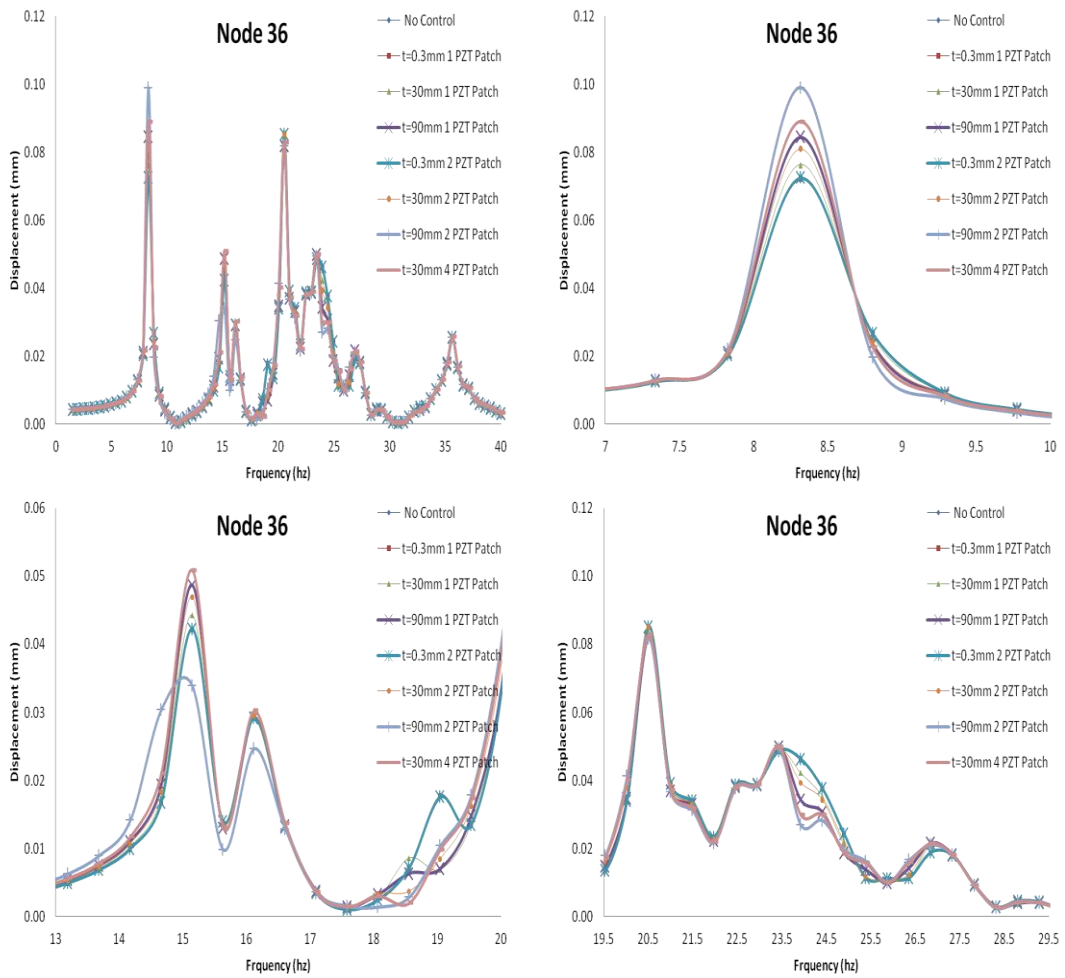 Node 36
Displacement (mm)
0.12
0.10
0.08
0.06
0.04
0.02
0.00
0 5 10 15 20 25 30 35 40
Frquency (hz)
No Control
t=0.3mm 1 PZT Patch
t=30mm 1 PZT Patch
t=90mm 1 PZT Patch
t=0.3mm 2 PZT Patch
t=30mm 2 PZT Patch
t=90mm 2 PZT Patch
t=30mm 4 PZT Patch
Node 36
Displacement (mm)
0.12
0.10
0.08
0.06
0.04
0.02
0.00
7 7.5 8 8.5 9 9.5 10
Frquency (hz)
No Control
t=0.3mm 1 PZT Patch
t=30mm 1 PZT Patch
t=90mm 1 PZT Patch
t=0.3mm 2 PZT Patch
t=30mm 2 PZT Patch
t=90mm 2 PZT Patch
t=30mm 4 PZT Patch
Node 36
Displacement (mm)
0.06
0.05
0.04
0.03
0.02
0.01
0.00
13 14 15 16 17 18 19 20
Frquency (hz)
No Control
t=0.3mm 1 PZT Patch
t=30mm 1 PZT Patch
t=90mm 1 PZT Patch
t=0.3mm 2 PZT Patch
t=30mm 2 PZT Patch
t=90mm 2 PZT Patch
t=30mm 4 PZT Patch
Node 36
Displacement (mm)
0.12
0.10
0.08
0.06
0.04
0.02
0.00
19.5 20.5 21.5 22.5 23.5 24.5 25.5 26.5 27.5 28.5 29.5
Frquency (hz)
No Control
t=0.3mm 1 PZT Patch
t=30mm 1 PZT Patch
t=90mm 1 PZT Patch
t=0.3mm 2 PZT Patch
t=30mm 2 PZT Patch
t=90mm 2 PZT Patch
t=30mm 4 PZT Patch